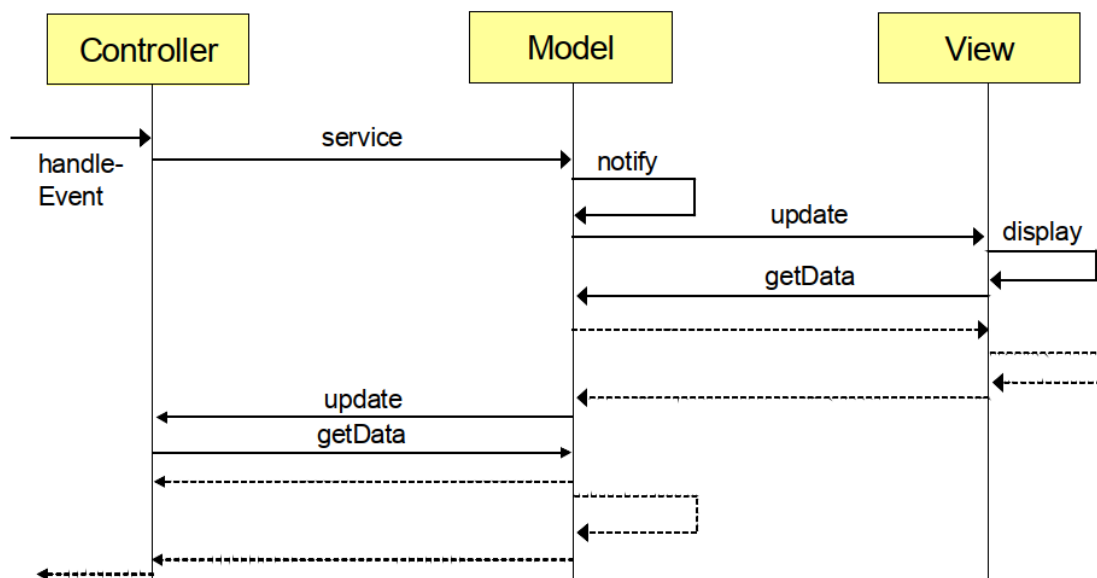 Controller
Model
View
service
handle-
Event
notify
update
display
getData
update
getData